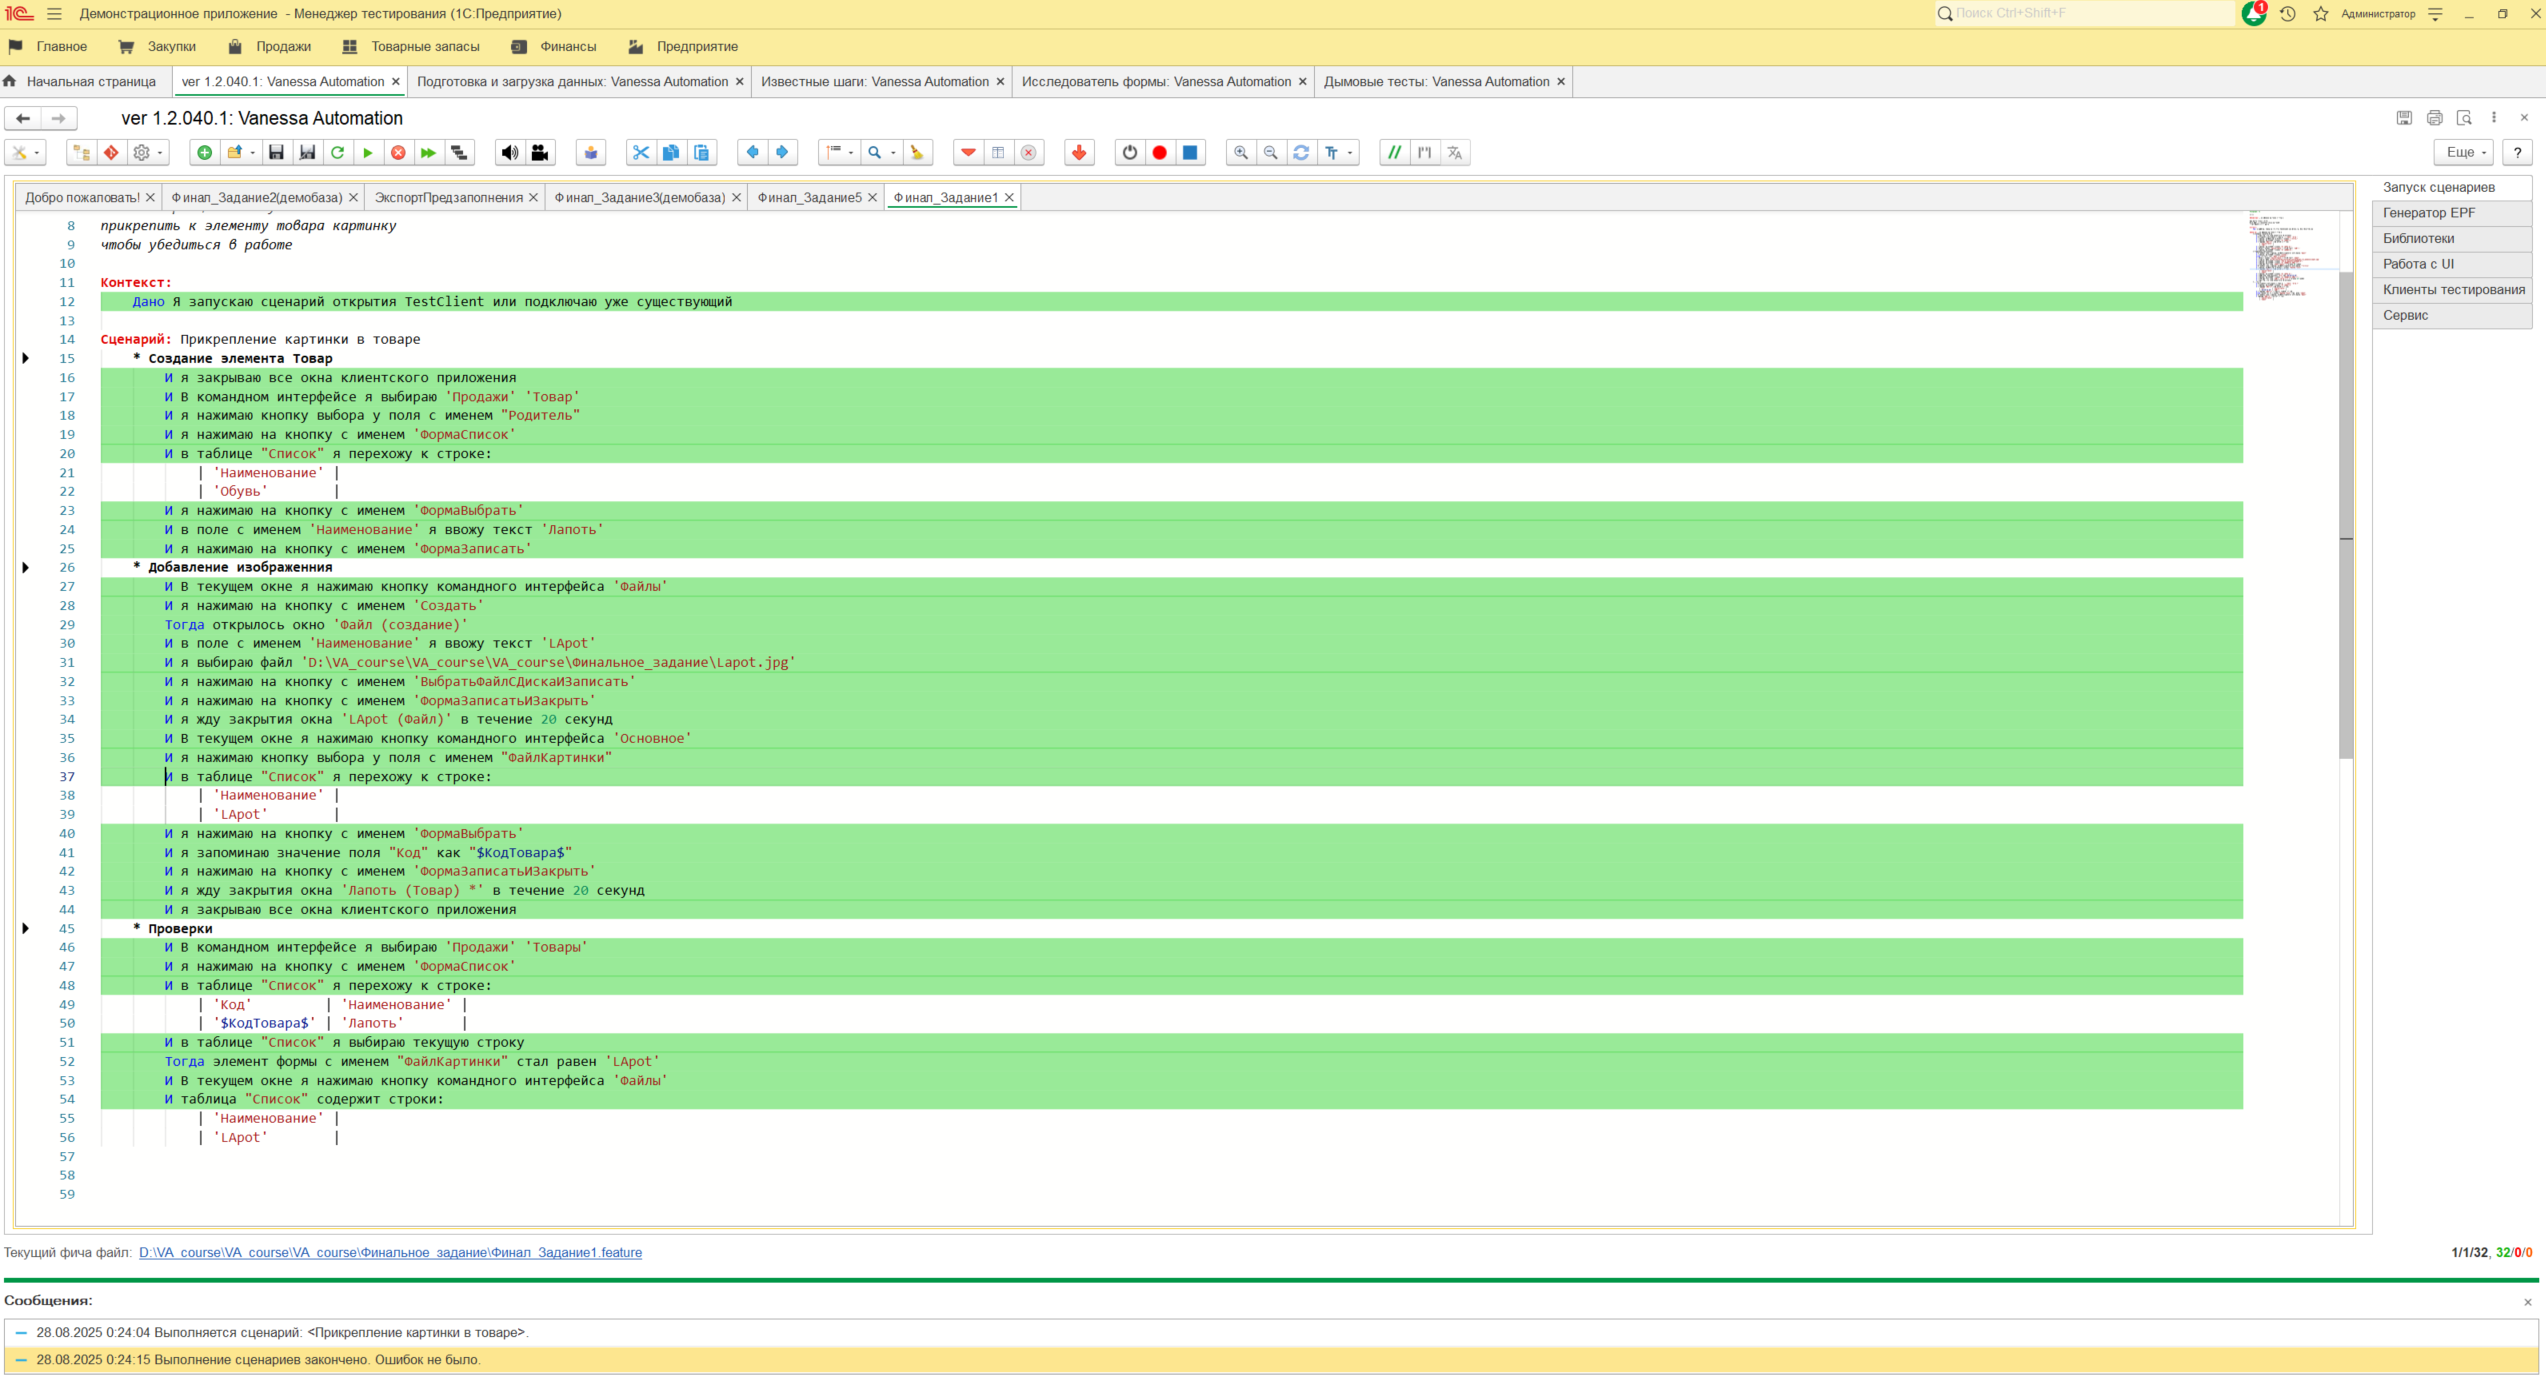 Демонстрационное приложение - Менеджер тестирования (1С:Предприятие)
Поиск Ctrl+Shift+F
1
Администратор
Главное Закупки Продажи Товарные запасы Финансы Предприятие
Начальная страница ver 1.2.040.1: Vanessa Automation Подготовка и загрузка данных: Vanessa Automation Известные шаги: Vanessa Automation Исследователь формы: Vanessa Automation Дымовые тесты: Vanessa Automation
ver 1.2.040.1: Vanessa Automation
Еще ?
Добро пожаловать! Финал_Задание2(демобаза) ЭкспортПредзаполнения Финал_Задание3(демобаза) Финал_Задание5 Финал_Задание1
8 прикрепить к элементу товара картинку
9 чтобы убедиться в работе
10
11 Контекст:
12 Дано Я запускаю сценарий открытия TestClient или подключаю уже существующий
13
14 Сценарий: Прикрепление картинки в товаре
15 * Создание элемента Товар
16 И я закрываю все окна клиентского приложения
17 И В командном интерфейсе я выбираю 'Продажи' 'Товар'
18 И я нажимаю кнопку выбора у поля с именем "Родитель"
19 И я нажимаю на кнопку с именем 'ФормаСписок'
20 И в таблице "Список" я перехожу к строке:
21 | 'Наименование' |
22 | 'Обувь' |
23 И я нажимаю на кнопку с именем 'ФормаВыбрать'
24 И в поле с именем 'Наименование' я ввожу текст 'Лапоть'
25 И я нажимаю на кнопку с именем 'ФормаЗаписать'
26 * Добавление изображенния
27 И В текущем окне я нажимаю кнопку командного интерфейса 'Файлы'
28 И я нажимаю на кнопку с именем 'Создать'
29 Тогда открылось окно 'Файл (создание)'
30 И в поле с именем 'Наименование' я ввожу текст 'LApot'
31 И я выбираю файл 'D:\VA_course\VA_course\VA_course\Финальное_задание\Lapot.jpg'
32 И я нажимаю на кнопку с именем 'ВыбратьФайлСДискаИЗаписать'
33 И я нажимаю на кнопку с именем 'ФормаЗаписатьИЗакрыть'
34 И я жду закрытия окна 'LApot (Файл)' в течение 20 секунд
35 И В текущем окне я нажимаю кнопку командного интерфейса 'Основное'
36 И я нажимаю кнопку выбора у поля с именем "ФайлКартинки"
37 И в таблице "Список" я перехожу к строке:
38 | 'Наименование' |
39 | 'LApot' |
40 И я нажимаю на кнопку с именем 'ФормаВыбрать'
41 И я запоминаю значение поля "Код" как "$КодТовара$"
42 И я нажимаю на кнопку с именем 'ФормаЗаписатьИЗакрыть'
43 И я жду закрытия окна 'Лапоть (Товар) *' в течение 20 секунд
44 И я закрываю все окна клиентского приложения
45 * Проверки
46 И В командном интерфейсе я выбираю 'Продажи' 'Товары'
47 И я нажимаю на кнопку с именем 'ФормаСписок'
48 И в таблице "Список" я перехожу к строке:
49 | 'Код' | 'Наименование' |
50 | '$КодТовара$' | 'Лапоть' |
51 И в таблице "Список" я выбираю текущую строку
52 Тогда элемент формы с именем "ФайлКартинки" стал равен 'LApot'
53 И В текущем окне я нажимаю кнопку командного интерфейса 'Файлы'
54 И таблица "Список" содержит строки:
55 | 'Наименование' |
56 | 'LApot' |
57
58
59
Запуск сценариев
Генератор EPF
Библиотеки
Работа с UI
Клиенты тестирования
Сервис
Текущий фича файл: D:\VA_course\VA_course\VA_course\Финальное_задание\Финал_Задание1.feature
1/1/32, 32/0/0
Сообщения:
28.08.2025 0:24:04 Выполняется сценарий: <Прикрепление картинки в товаре>.
28.08.2025 0:24:15 Выполнение сценариев закончено. Ошибок не было.